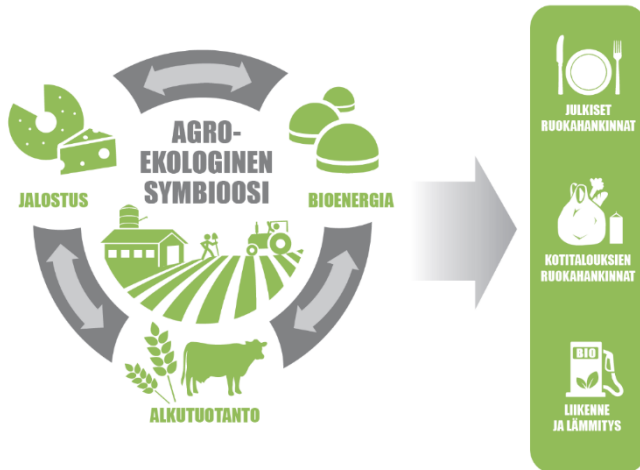 AGRO-
EKOLOGINEN
SYMBIOOSI
JALOSTUS
BIOENERGIA
ALKUTUOTANTO
JULKISET
RUOKAHANKINNAT
KOTITALOUKSIEN
RUOKAHANKINNAT
BIO
LIIKENNE
JA LÄMMITYS